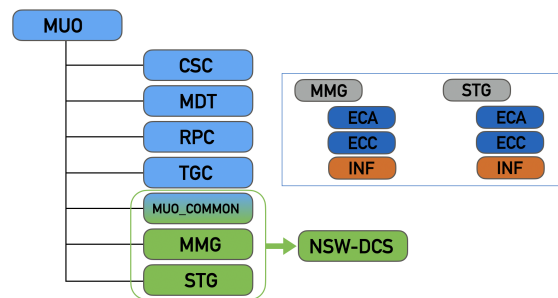 MUO
CSC
MDT
RPC
TGC
MUO_COMMON
MMG
STG
NSW-DCS
MMG
ECA
ECC
INF
STG
ECA
ECC
INF